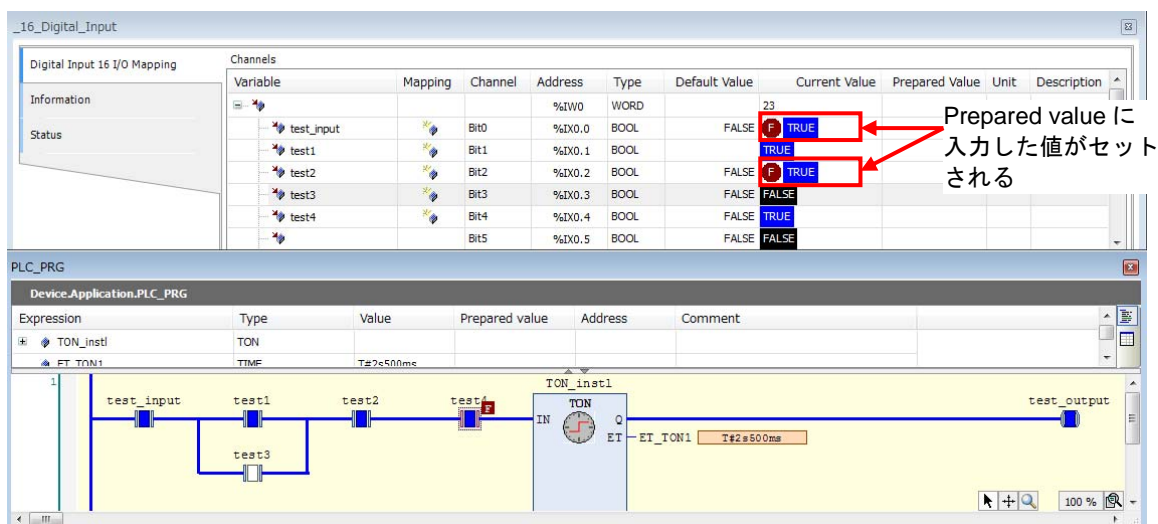 _16_Digital_Input
Digital Input 16 I/O Mapping
Information
Status
Channels
Variable Mapping Channel Address Type Default Value Current Value Prepared Value Unit Description
%IW0 WORD 23
test_input Bit0 %IX0.0 BOOL FALSE F TRUE
test1 Bit1 %IX0.1 BOOL TRUE
test2 Bit2 %IX0.2 BOOL FALSE F TRUE
test3 Bit3 %IX0.3 BOOL FALSE FALSE
test4 Bit4 %IX0.4 BOOL FALSE TRUE
Bit5 %IX0.5 BOOL FALSE FALSE
Prepared value に
入力した値がセット
される
PLC_PRG
Device.Application.PLC_PRG
Expression Type Value Prepared value Address Comment
TON_instl TON
ET_TON1 TIME T#2s500ms
1
TON_instl
test_input test1 test2 test4 F TON test_output
IN Q
ET ET_TON1 T#2s500ms
test3
100 %